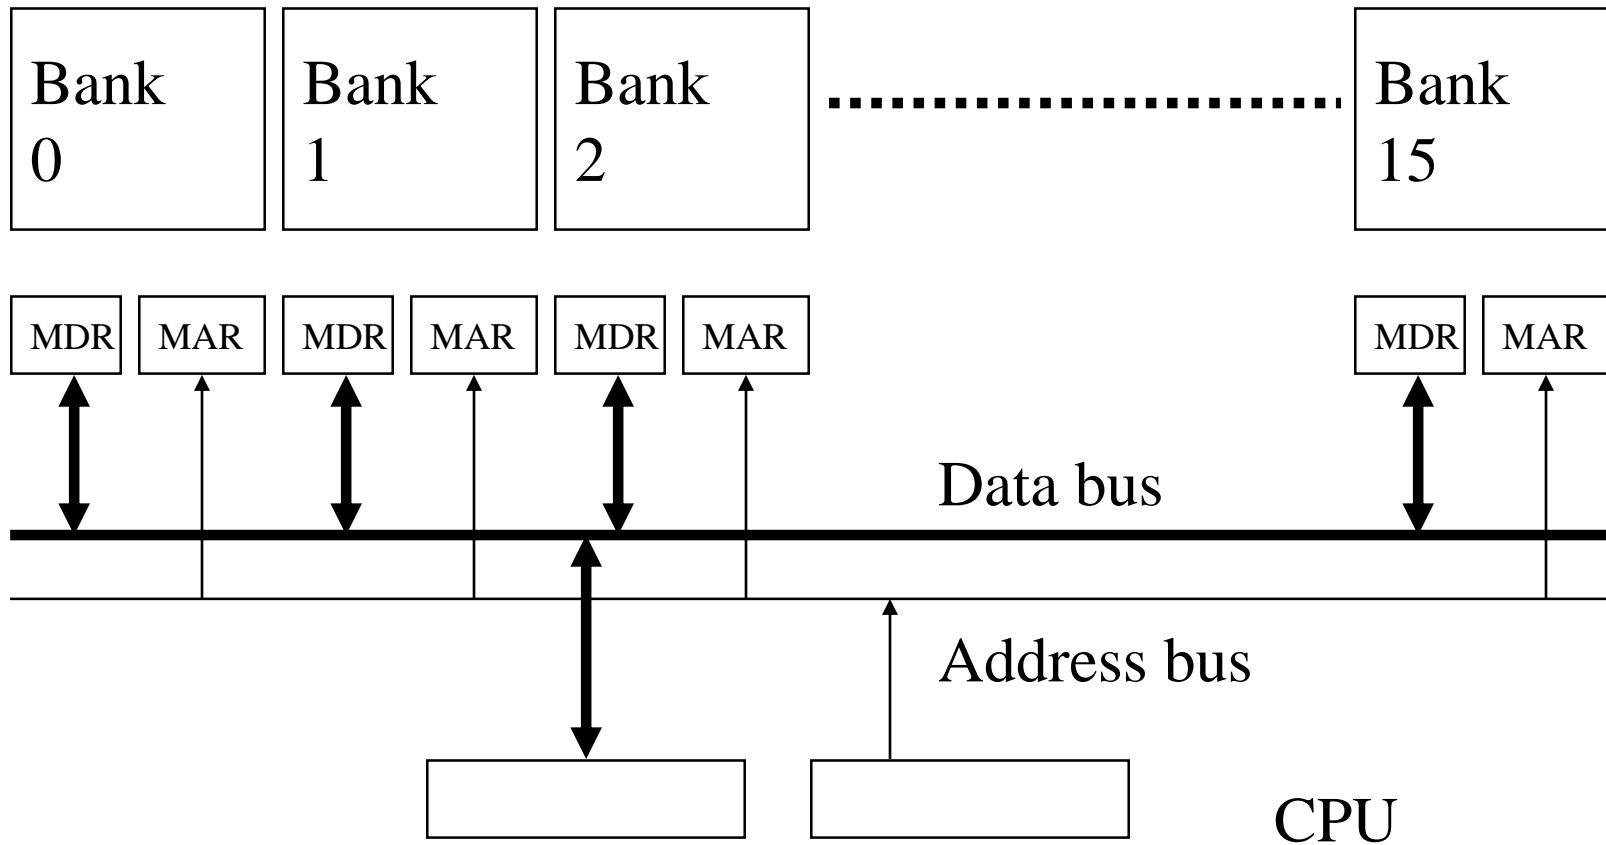 Bank
0
Bank
1
Bank
2
Bank
15
MDR MAR MDR MAR MDR MAR MDR MAR
Data bus
Address bus
CPU